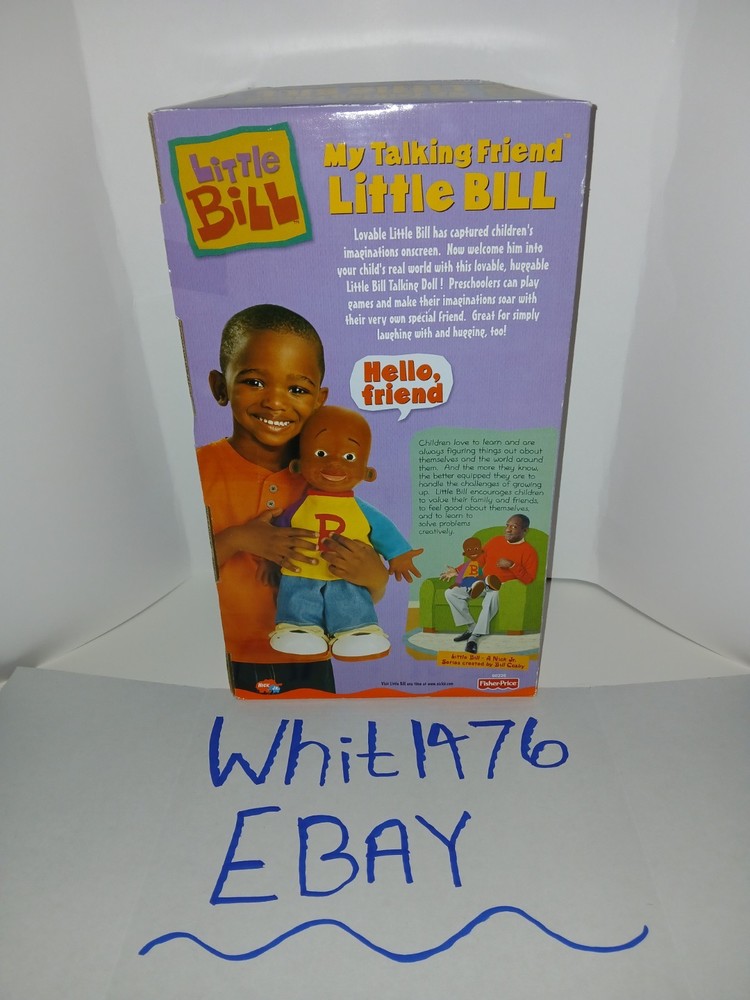 LiTTLE
BiLL
My Talking Friend™
Little BILL
Lovable Little Bill has captured children's
imaginations onscreen. Now welcome him into
your child's real world with this lovable, huggable
Little Bill Talking Doll! Preschoolers can play
games and make their imaginations soar with
their very own special friend. Great for simply
laughing with and hugging, too!
Hello,
friend
Children love to learn and are
always figuring things out about
themselves and the world around
them. And the more they know,
the better equipped they are to
handle the challenges of growing
up. Little Bill encourages children
to value their family and friends,
to feel good about themselves,
and to learn to
solve problems
creatively.
B
B
Little Bill - A Nick Jr.
Series created by Bill Cosby
NICK JR.
Fisher-Price
Whit1476
EBAY